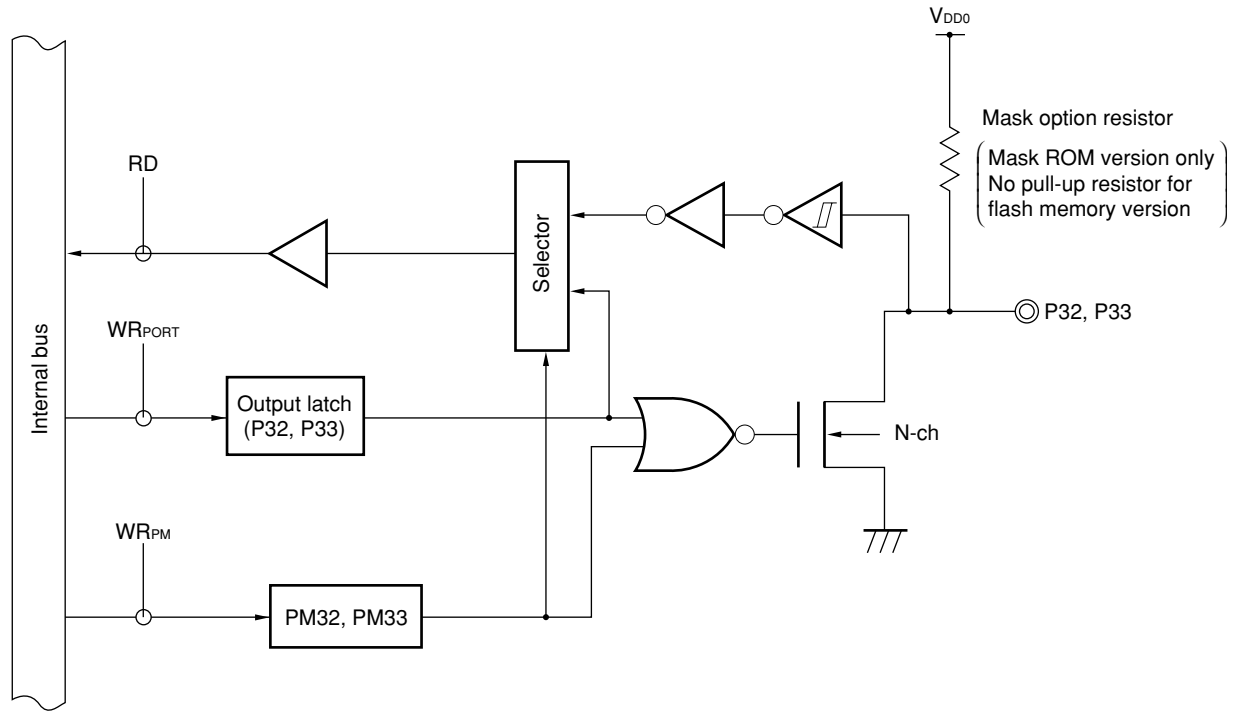 VDD0
Mask option resistor
Mask ROM version only
No pull-up resistor for
flash memory version
RD
Selector
P32, P33
WRPORT
Internal bus
Output latch
(P32, P33)
N-ch
WRPM
PM32, PM33